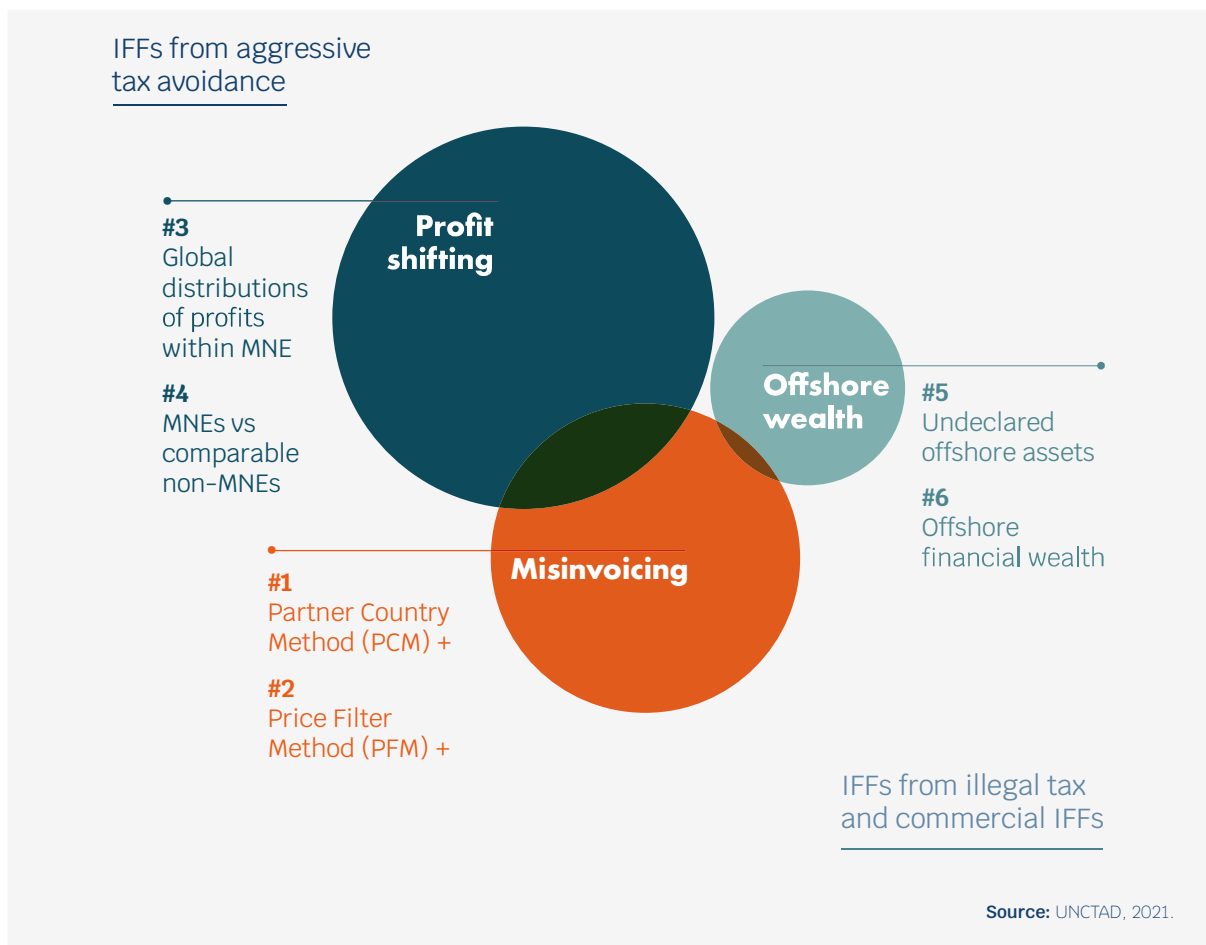 IFFs from aggressive
tax avoidance
Profit
shifting
#3
Global
distributions
of profits
within MNE
#4
MNEs vs
comparable
non-MNEs
Offshore
wealth
#5
Undeclared
offshore assets
#6
Offshore
financial wealth
Misinvoicing
#1
Partner Country
Method (PCM) +
#2
Price Filter
Method (PFM) +
IFFs from illegal tax
and commercial IFFs
Source: UNCTAD, 2021.